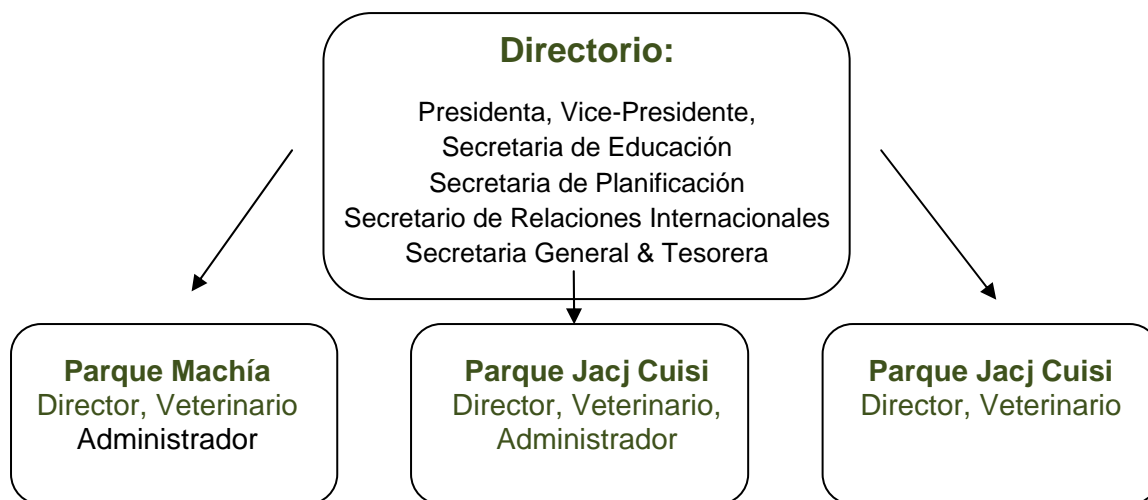 Directorio:
Presidenta, Vice-Presidente,
Secretaria de Educación
Secretaria de Planificación
Secretario de Relaciones Internacionales
Secretaria General & Tesorera
Parque Machía
Director, Veterinario
Administrador
Parque Jacj Cuisi
Director, Veterinario,
Administrador
Parque Jacj Cuisi
Director, Veterinario